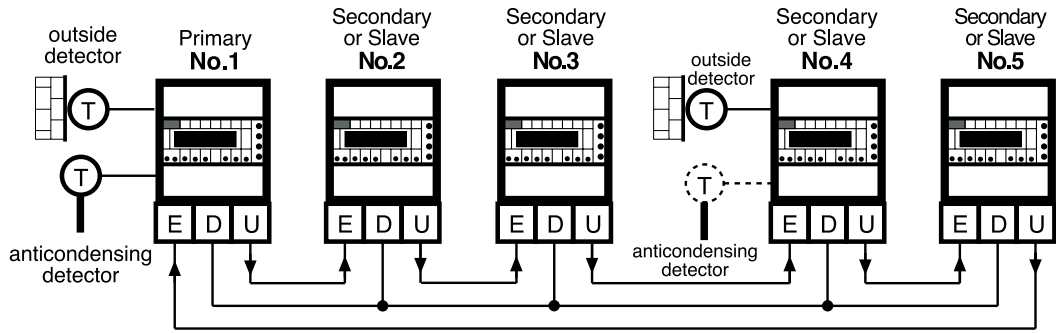 outside
detector
Primary
No.1
Secondary
or Slave
No.2
Secondary
or Slave
No.3
outside
detector
Secondary
or Slave
No.4
Secondary
or Slave
No.5
T
T
T
T
E D U
E D U
E D U
E D U
E D U
anticondensing
detector
anticondensing
detector